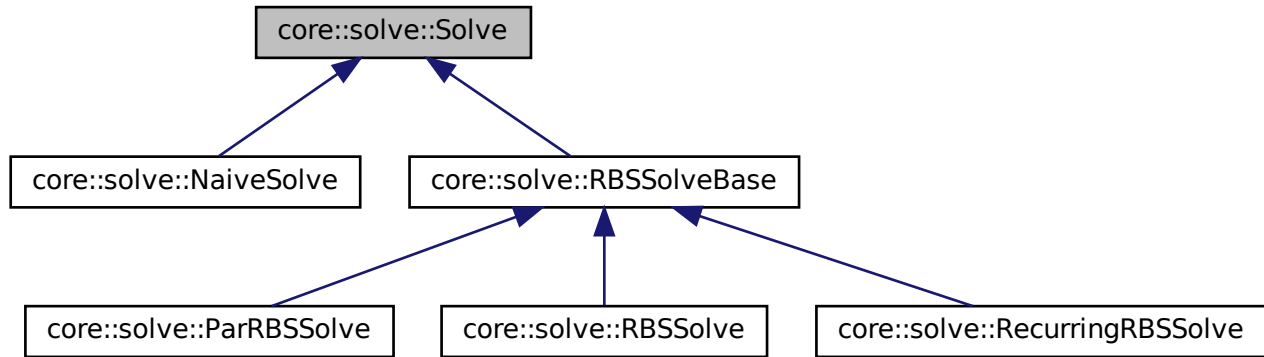 core::solve::Solve
core::solve::NaiveSolve
core::solve::RBSSolveBase
core::solve::ParRBSSolve
core::solve::RBSSolve
core::solve::RecurringRBSSolve